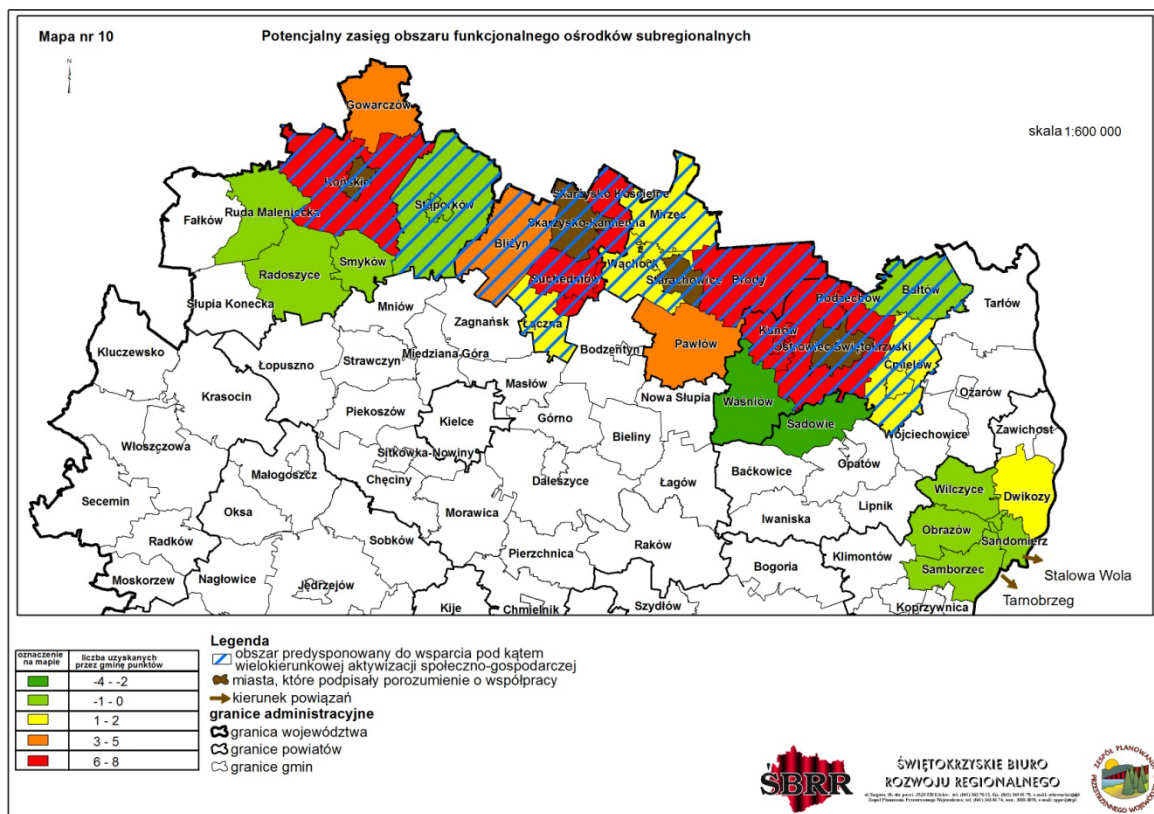 Mapa nr 10
Potencjalny zasięg obszaru funkcjonalnego ośrodków subregionalnych
N
skala 1:600 000
Gowarczów
Końskie
Stąporków
Ruda Maleniecka
Fałków
Radoszyce
Smyków
Słupia Konecka
Skarżysko Kościelne
Skarżysko-Kamienna
Mirzec
Bliżyn
Suchedniów
Wąchock
Starachowice
Brody
Bodzechów
Bałtów
Tarłów
Łączna
Kunów
Ostrowiec Świętokrzyski
Ćmielów
Pawłów
Mniów
Zagnańsk
Bodzentyn
Kluczewsko
Łopuszno
Strawczyn
Miedziana Góra
Masłów
Nowa Słupia
Waśniów
Sadowie
Ożarów
Krasocin
Piekoszów
Kielce
Górno
Bieliny
Wojciechowice
Zawichost
Włoszczowa
Małogoszcz
Sitkówka-Nowiny
Chęciny
Daleszyce
Łagów
Baćkowice
Opatów
Wilczyce
Dwikozy
Secemin
Oksa
Morawica
Iwaniska
Lipnik
Obrazów
Sandomierz
Radków
Sobków
Pierzchnica
Raków
Klimontów
Samborzec
Moskorzew
Nagłowice
Jędrzejów
Bogoria
Stalowa Wola
Kije
Chmielnik
Szydłów
Koprzywnica
Tarnobrzeg
oznaczenie na mapie
liczba uzyskanych przez gminę punktów
-4 - -2
-1 - 0
1 - 2
3 - 5
6 - 8
Legenda
obszar predysponowany do wsparcia pod kątem
wielokierunkowej aktywizacji społeczno-gospodarczej
miasta, które podpisały porozumienie o współpracy
kierunek powiązań
granice administracyjne
granica województwa
granice powiatów
granice gmin
ŚBRR
ŚWIĘTOKRZYSKIE BIURO
ROZWOJU REGIONALNEGO
ZESPÓŁ PLANOWANIA
PRZESTRZENNEGO WOJEWÓDZTWA